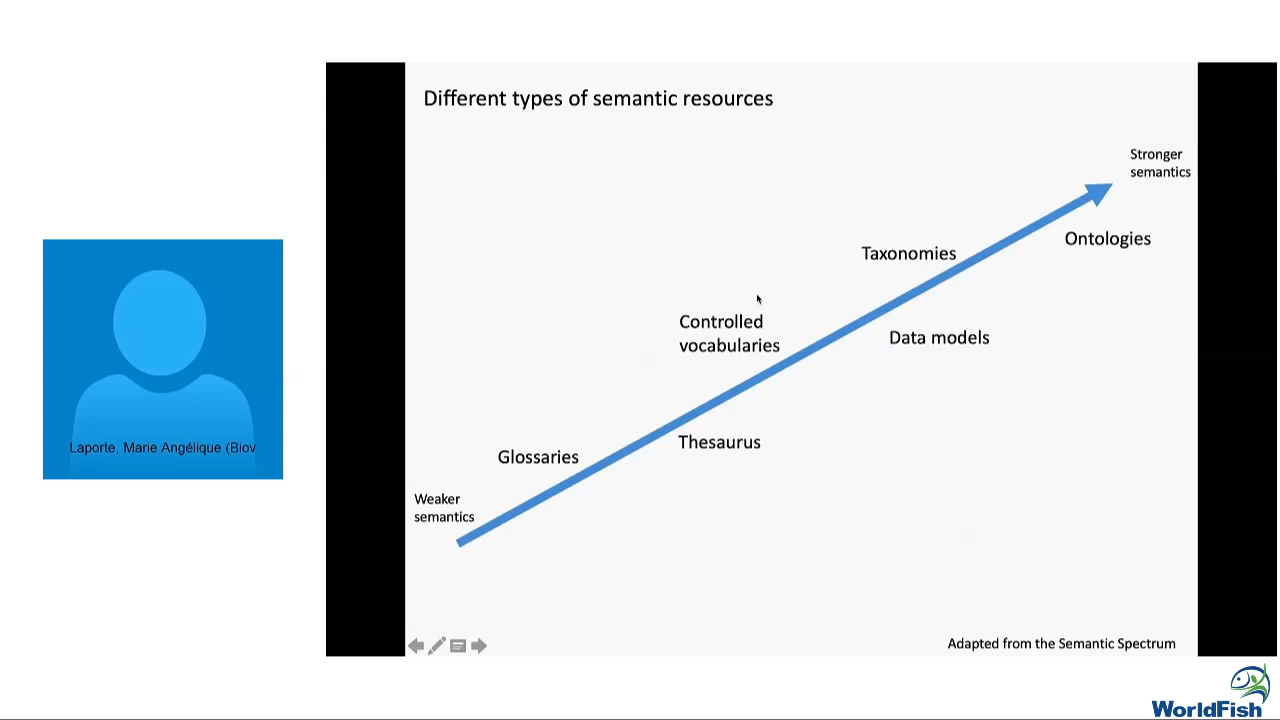 Different types of semantic resources
Stronger
semantics
Taxonomies
Ontologies
Controlled
vocabularies
Data models
Thesaurus
Glossaries
Weaker
semantics
Laporte, Marie Angélique (Biov
Adapted from the Semantic Spectrum
WorldFish